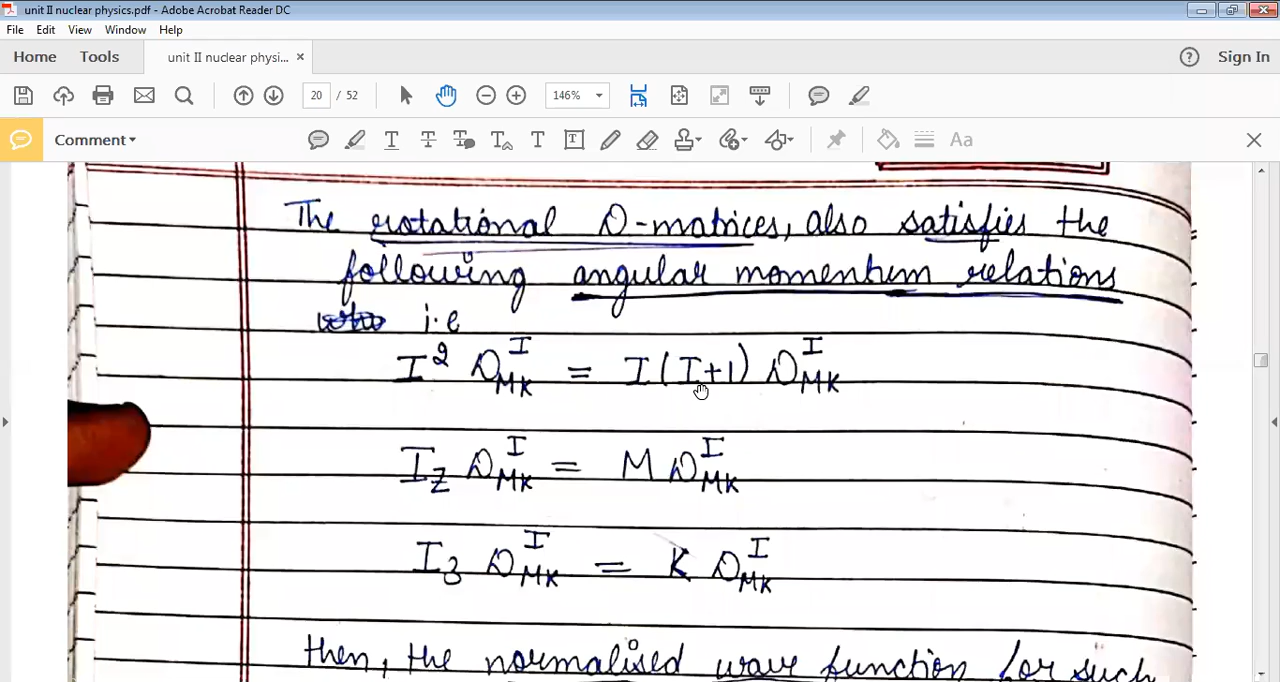 unit II nuclear physics.pdf - Adobe Acrobat Reader DC
File Edit View Window Help
Home Tools unit II nuclear physi... × Sign In
20 / 52 146%
Comment Aa
The rotational D-matrices, also satisfies the
following angular momentum relations
i.e
I² D^I_MK = I(I+1) D^I_MK
I_Z D^I_MK = M D^I_MK
I_3 D^I_MK = K D^I_MK
then, the normalised wave function for such